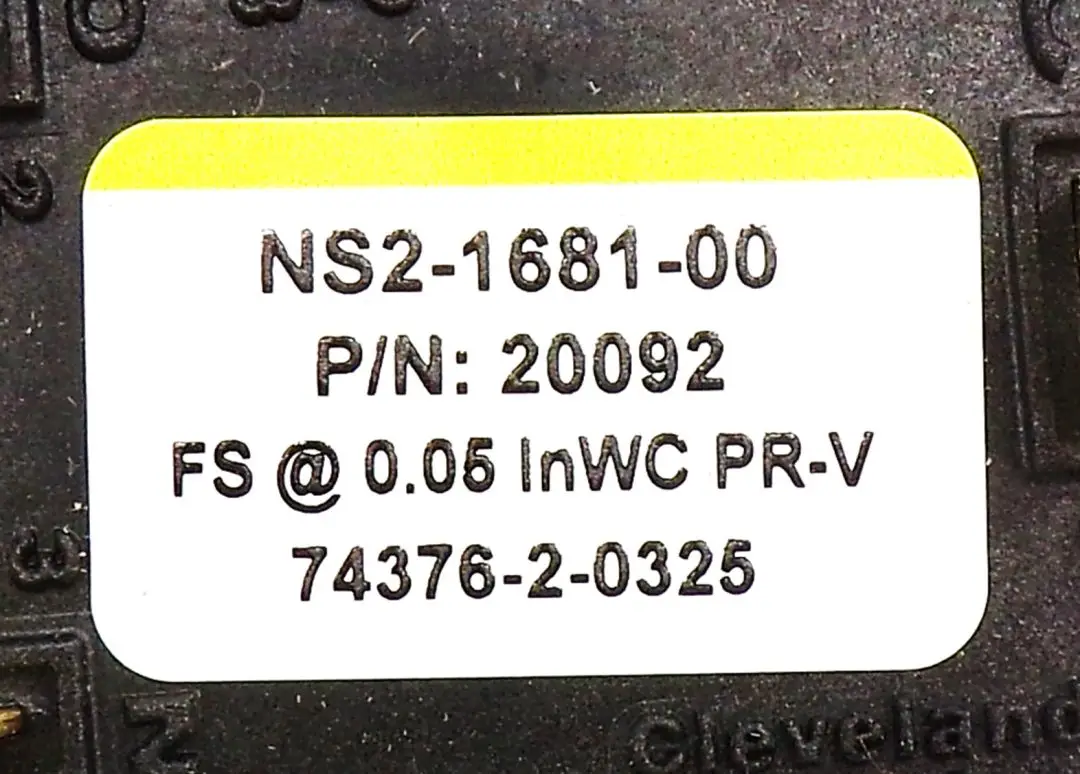 NS2-1681-00
P/N: 20092
FS @ 0.05 InWC PR-V
74376-2-0325
Cleveland